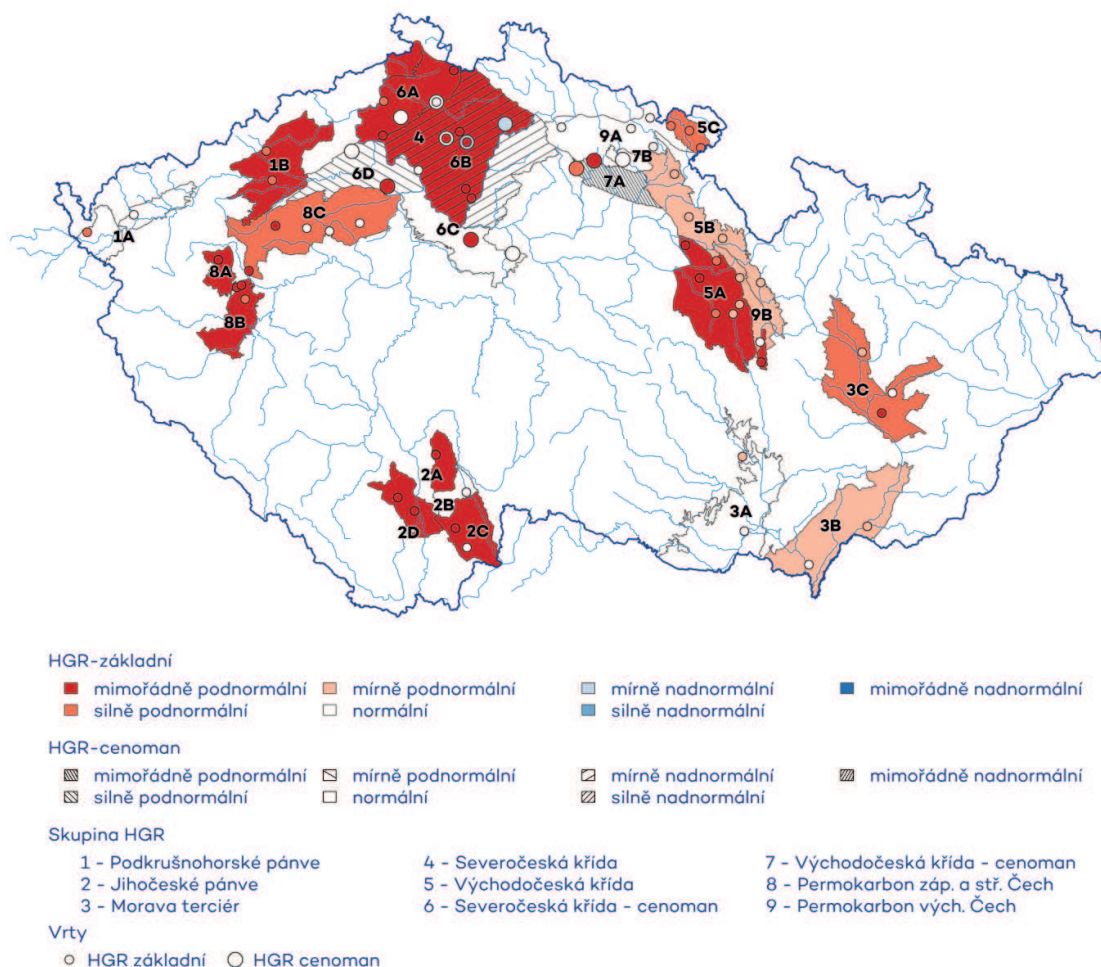 6A
5C
4
9A
7B
1B
6B
6D
7A
8C
5B
1A
6C
8A
5A
9B
8B
3C
2A
2B
3A
3B
2D
2C
HGR-základní
mimořádně podnormální mírně podnormální mírně nadnormální mimořádně nadnormální
silně podnormální normální silně nadnormální
HGR-cenoman
mimořádně podnormální mírně podnormální mírně nadnormální mimořádně nadnormální
silně podnormální normální silně nadnormální
Skupina HGR
1 - Podkrušnohorské pánve 4 - Severočeská křída 7 - Východočeská křída - cenoman
2 - Jihočeské pánve 5 - Východočeská křída 8 - Permokarbon záp. a stř. Čech
3 - Morava terciér 6 - Severočeská křída - cenoman 9 - Permokarbon vých. Čech
Vrty
HGR základní HGR cenoman